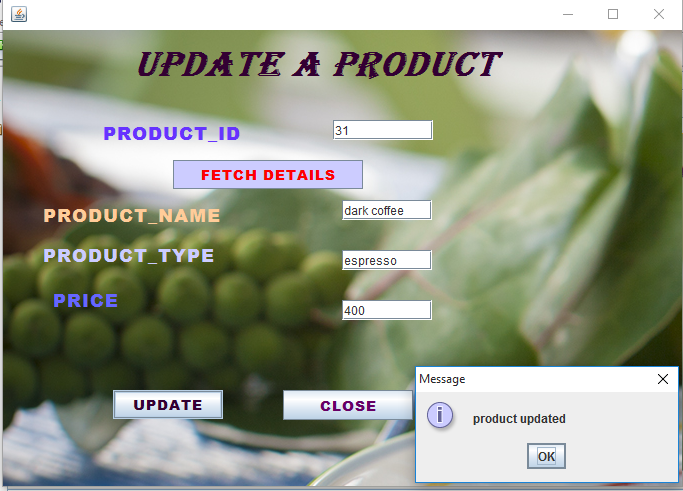 UPDATE A PRODUCT
PRODUCT_ID 31
FETCH DETAILS
PRODUCT_NAME dark coffee
PRODUCT_TYPE espresso
PRICE 400
UPDATE CLOSE
Message
product updated
OK